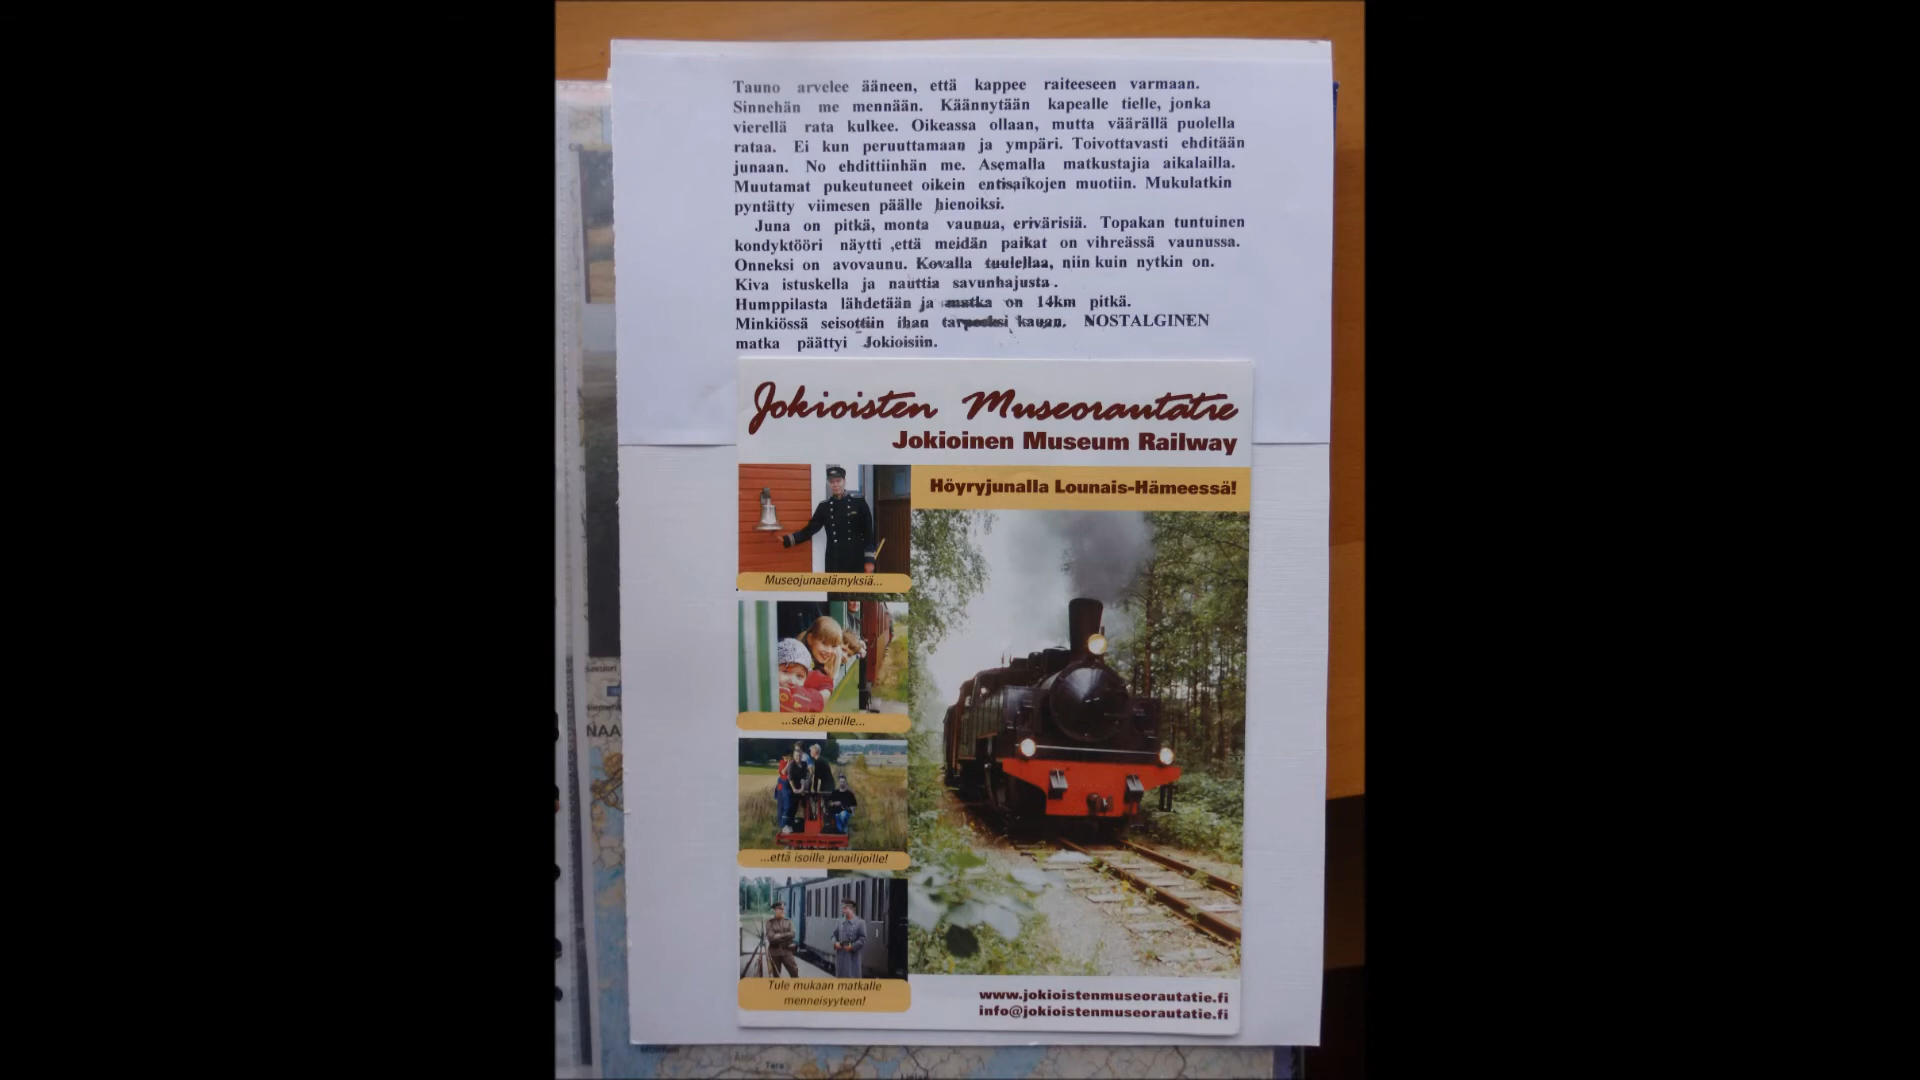 Tauno arvelee ääneen, että kappee raiteeseen varmaan.
Sinnehän me mennään. Käännytään kapealle tielle, jonka
vierellä rata kulkee. Oikeassa ollaan, mutta väärällä puolella
rataa. Ei kun peruuttamaan ja ympäri. Toivottavasti ehditään
junaan. No ehdittiinhän me. Asemalla matkustajia aikalailla.
Muutamat pukeutuneet oikein entisaikojen muotiin. Mukulatkin
pyntätty viimesen päälle hienoiksi.
Juna on pitkä, monta vaunua, erivärisiä. Topakan tuntuinen
kondyktööri näytti ,että meidän paikat on vihreässä vaunussa.
Onneksi on avovaunu. Kovalla tuulellaa, niin kuin nytkin on.
Kiva istuskella ja nauttia savunhajusta.
Humppilasta lähdetään ja matka on 14km pitkä.
Minkiössä seisottiin ihan tarpeeksi kauan. NOSTALGINEN
matka päättyi Jokioisiin.
Jokioisten Museorautatie
Jokioinen Museum Railway
Höyryjunalla Lounais-Hämeessä!
Museojunaelämyksiä...
...sekä pienille...
...että isoille junailijoille!
Tule mukaan matkalle
menneisyyteen!
www.jokioistenmuseorautatie.fi
info@jokioistenmuseorautatie.fi
NAA